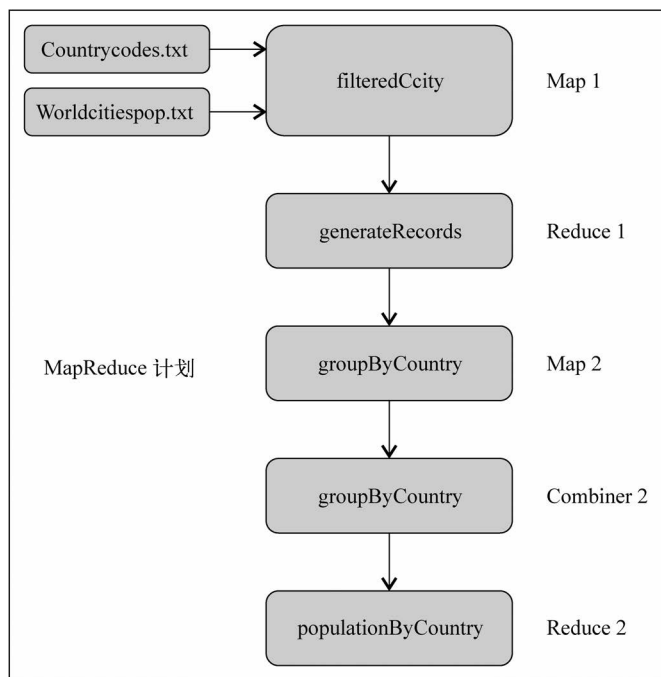 Countrycodes.txt
Worldcitiespop.txt
filteredCcity
Map 1
generateRecords
Reduce 1
MapReduce 计划
groupByCountry
Map 2
groupByCountry
Combiner 2
populationByCountry
Reduce 2